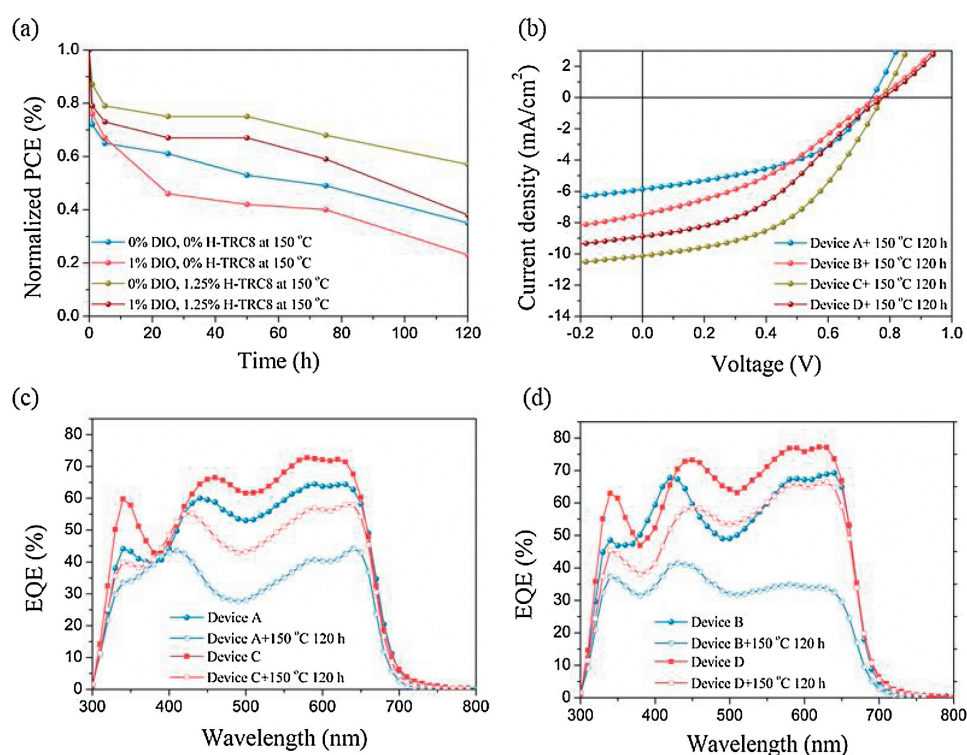 (a)
1.0
0.8
0.6
0.4
0.2
0.0
Normalized PCE (%)
0% DIO, 0% H-TRC8 at 150 °C
1% DIO, 0% H-TRC8 at 150 °C
0% DIO, 1.25% H-TRC8 at 150 °C
1% DIO, 1.25% H-TRC8 at 150 °C
0 25 50 75 100 120
Time (h)
(b)
2
0
-2
-4
-6
-8
-10
-12
-14
Current density (mA/cm²)
Device A+ 150 °C 120 h
Device B+ 150 °C 120 h
Device C+ 150 °C 120 h
Device D+ 150 °C 120 h
-0.2 0.0 0.2 0.4 0.6 0.8 1.0
Voltage (V)
(c)
80
70
60
50
40
30
20
10
0
EQE (%)
Device A
Device A+150 °C 120 h
Device C
Device C+150 °C 120 h
300 400 500 600 700 800
Wavelength (nm)
(d)
80
70
60
50
40
30
20
10
0
EQE (%)
Device B
Device B+150 °C 120 h
Device D
Device D+150 °C 120 h
300 400 500 600 700 800
Wavelength (nm)